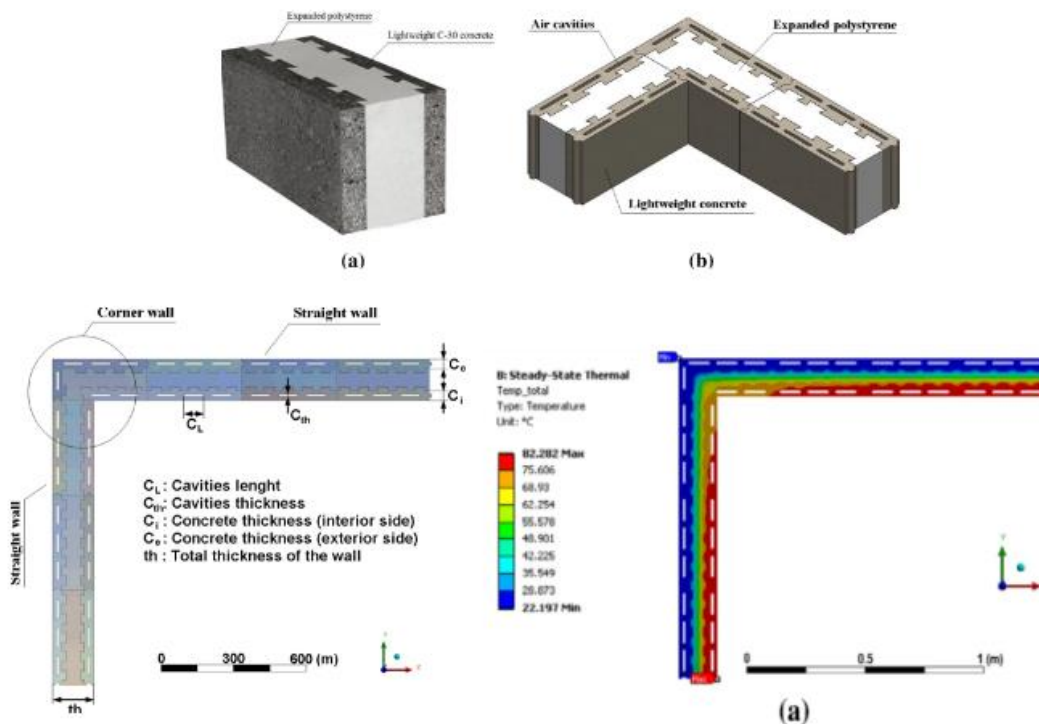 Expanded polystyrene
Lightweight C-30 concrete
(a)
Air cavities
Expanded polystyrene
Lightweight concrete
(b)
Corner wall
Straight wall
Straight wall
Ce
Ci
Cth
CL
CL: Cavities lenght
Cth: Cavities thickness
Ci: Concrete thickness (interior side)
Ce: Concrete thickness (exterior side)
th: Total thickness of the wall
0 300 600 (m)
th
B: Steady-State Thermal
Temp_total
Type: Temperature
Unit: °C
82.282 Max
75.606
68.93
62.254
55.578
48.901
42.225
35.549
28.873
22.197 Min
Min
Max
0 0.5 1 (m)
(a)